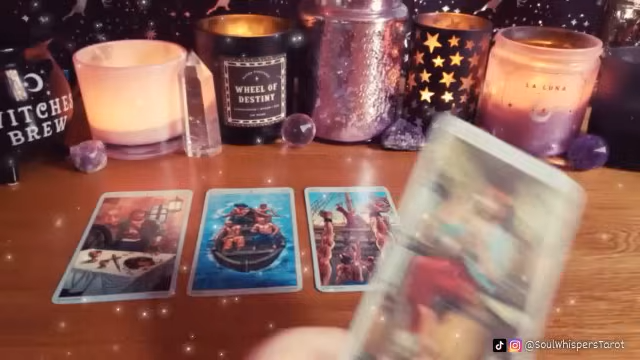 WITCHES
BREW
WHEEL OF
DESTINY
LA LUNA
@SoulWhispersTarot